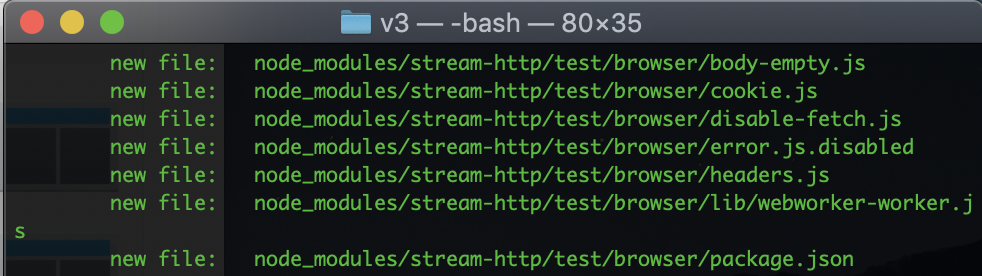 v3 — -bash — 80×35
new file:   node_modules/stream-http/test/browser/body-empty.js
new file:   node_modules/stream-http/test/browser/cookie.js
new file:   node_modules/stream-http/test/browser/disable-fetch.js
new file:   node_modules/stream-http/test/browser/error.js.disabled
new file:   node_modules/stream-http/test/browser/headers.js
new file:   node_modules/stream-http/test/browser/lib/webworker-worker.j
s
new file:   node_modules/stream-http/test/browser/package.json